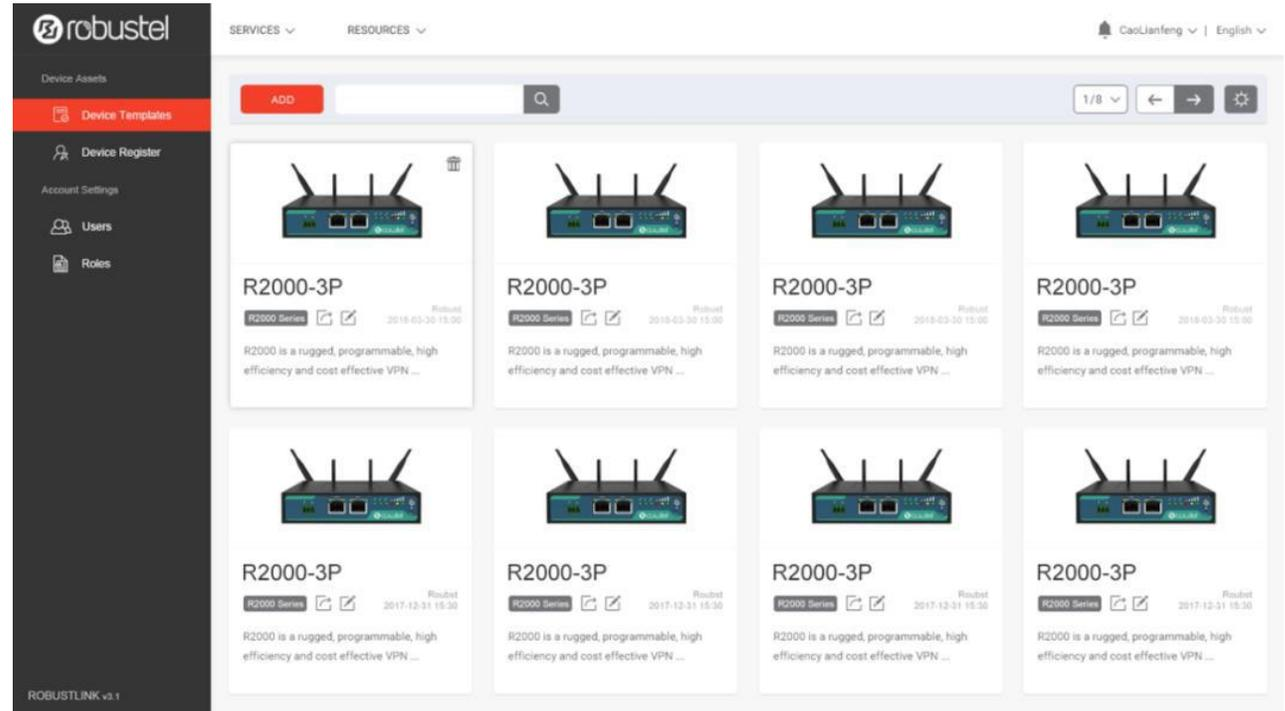 robustel
SERVICES
RESOURCES
CaoLianfeng
|
English
Device Assets
Device Templates
Device Register
Account Settings
Users
Roles
ADD
1/8
R2000-3P
R2000 Series
Robust
2018-03-30 15:00
R2000 is a rugged, programmable, high
efficiency and cost effective VPN ...
R2000-3P
R2000 Series
Robust
2018-03-30 15:00
R2000 is a rugged, programmable, high
efficiency and cost effective VPN ...
R2000-3P
R2000 Series
Robust
2018-03-30 15:00
R2000 is a rugged, programmable, high
efficiency and cost effective VPN ...
R2000-3P
R2000 Series
Robust
2018-03-30 15:00
R2000 is a rugged, programmable, high
efficiency and cost effective VPN ...
R2000-3P
R2000 Series
Roubst
2017-12-31 15:30
R2000 is a rugged, programmable, high
efficiency and cost effective VPN ...
R2000-3P
R2000 Series
Roubst
2017-12-31 15:30
R2000 is a rugged, programmable, high
efficiency and cost effective VPN ...
R2000-3P
R2000 Series
Roubst
2017-12-31 15:30
R2000 is a rugged, programmable, high
efficiency and cost effective VPN ...
R2000-3P
R2000 Series
Roubst
2017-12-31 15:30
R2000 is a rugged, programmable, high
efficiency and cost effective VPN ...
ROBUSTLINK v3.1